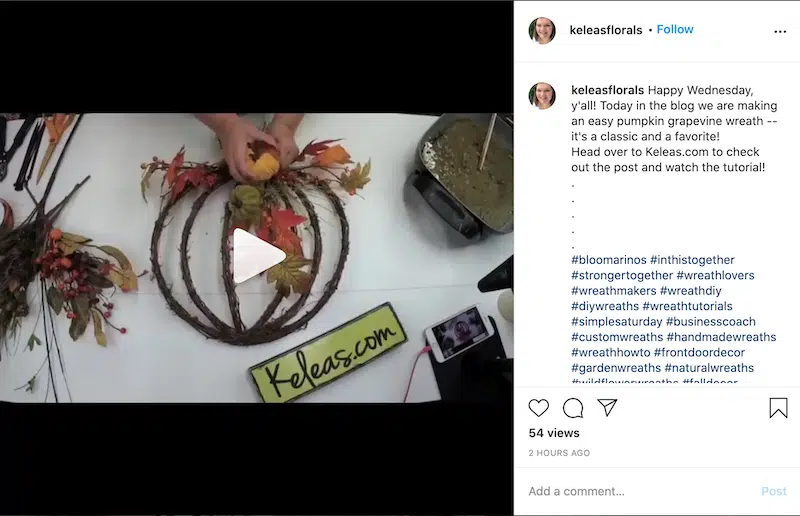 keleasflorals • Follow
keleasflorals Happy Wednesday,
y'all! Today in the blog we are making
an easy pumpkin grapevine wreath --
it's a classic and a favorite!
Head over to Keleas.com to check
out the post and watch the tutorial!
.
.
.
.
.
#bloomarinos #inthistogether
#strongertogether #wreathlovers
#wreathmakers #wreathdiy
#diywreaths #wreathtutorials
#simplesaturday #businesscoach
#customwreaths #handmadewreaths
#wreathhowto #frontdoordecor
#gardenwreaths #naturalwreaths
#wildflowerwreaths #falldecor
Keleas.com
54 views
2 HOURS AGO
Add a comment...
Post